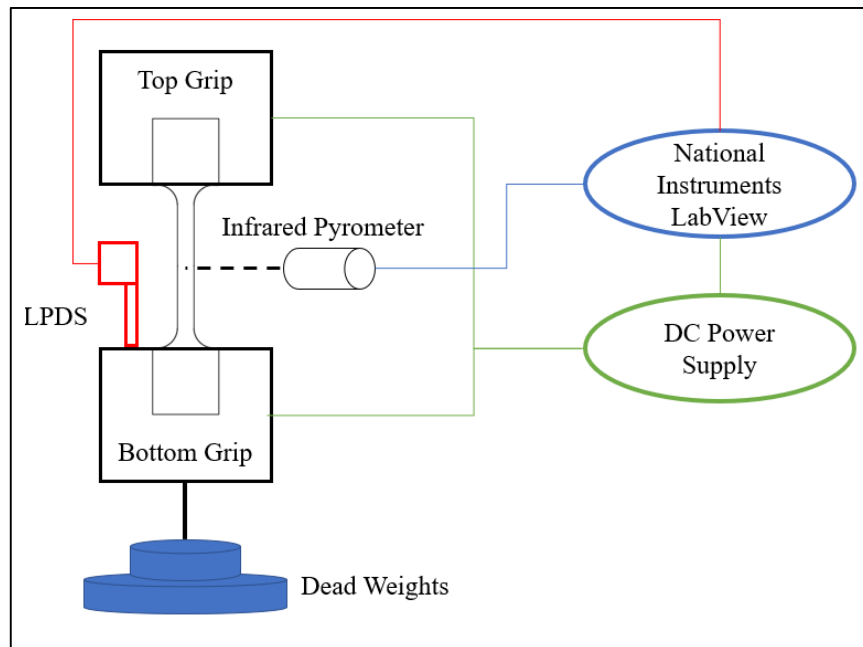 Top Grip
National
Instruments
LabView
Infrared Pyrometer
LPDS
DC Power
Supply
Bottom Grip
Dead Weights